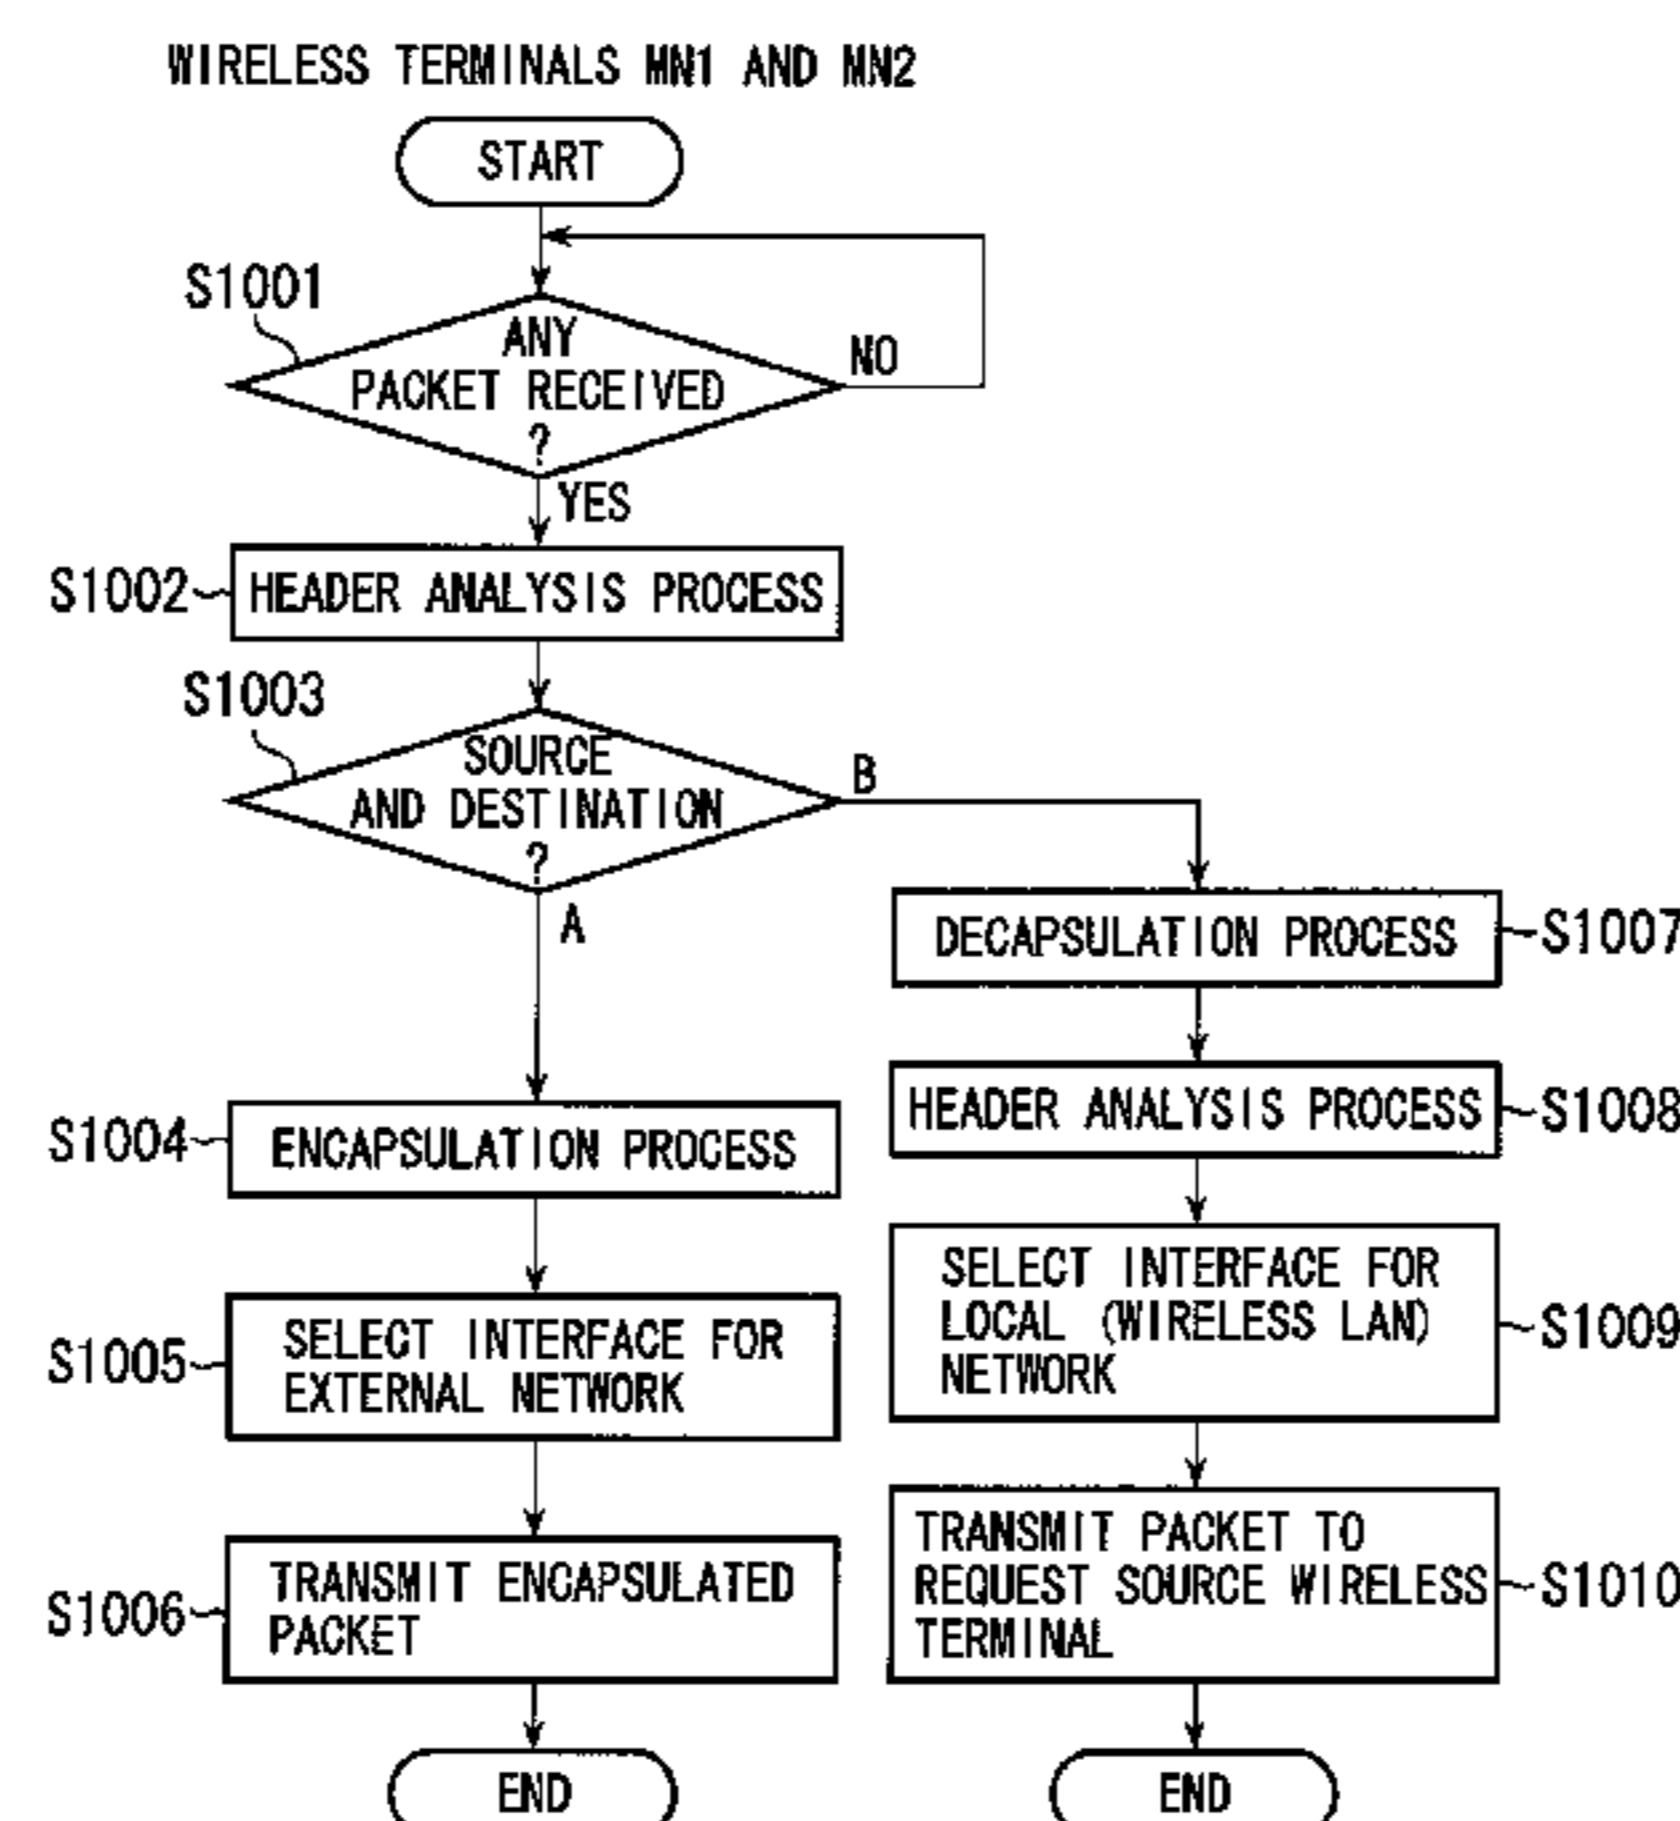 WIRELESS TERMINALS MN1 AND MN2
START
S1001
ANY
PACKET RECEIVED
?
NO
YES
S1002
HEADER ANALYSIS PROCESS
S1003
SOURCE
AND DESTINATION
?
B
A
DECAPSULATION PROCESS
S1007
HEADER ANALYSIS PROCESS
S1008
S1004
ENCAPSULATION PROCESS
SELECT INTERFACE FOR
LOCAL (WIRELESS LAN)
NETWORK
S1009
S1005
SELECT INTERFACE FOR
EXTERNAL NETWORK
TRANSMIT PACKET TO
REQUEST SOURCE WIRELESS
TERMINAL
S1010
S1006
TRANSMIT ENCAPSULATED
PACKET
END
END